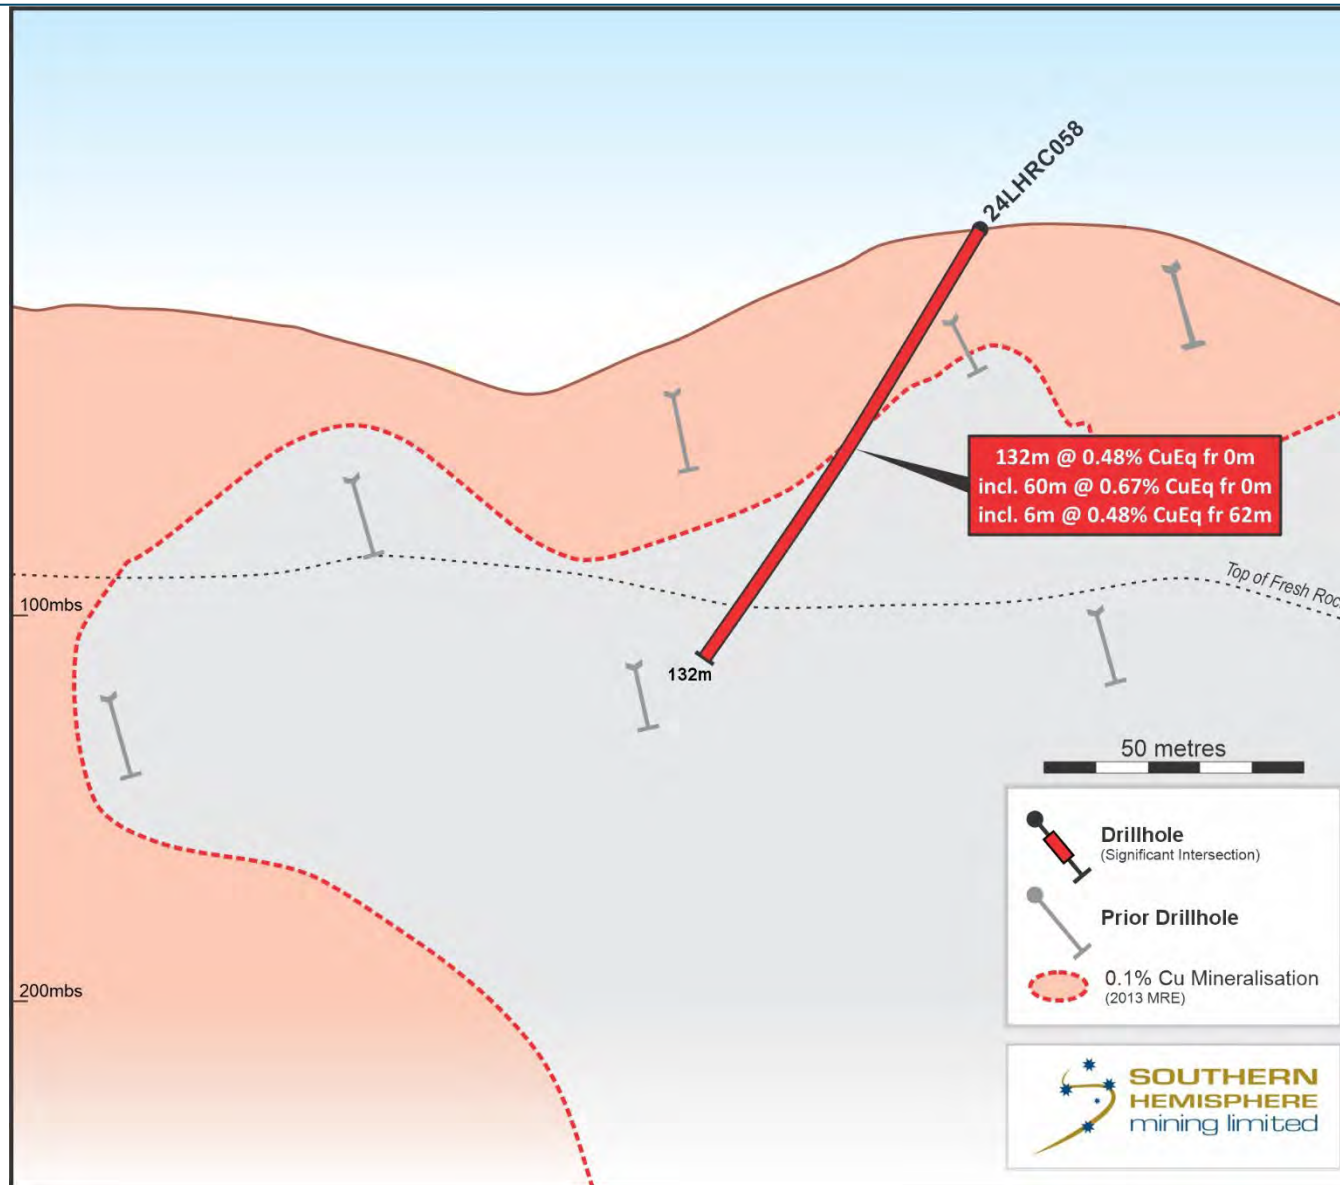 24LHRC058
132m @ 0.48% CuEq fr 0m
incl. 60m @ 0.67% CuEq fr 0m
incl. 6m @ 0.48% CuEq fr 62m
Top of Fresh Roc
100mbs
132m
50 metres
Drillhole
(Significant Intersection)
Prior Drillhole
0.1% Cu Mineralisation
(2013 MRE)
200mbs
SOUTHERN
HEMISPHERE
mining limited